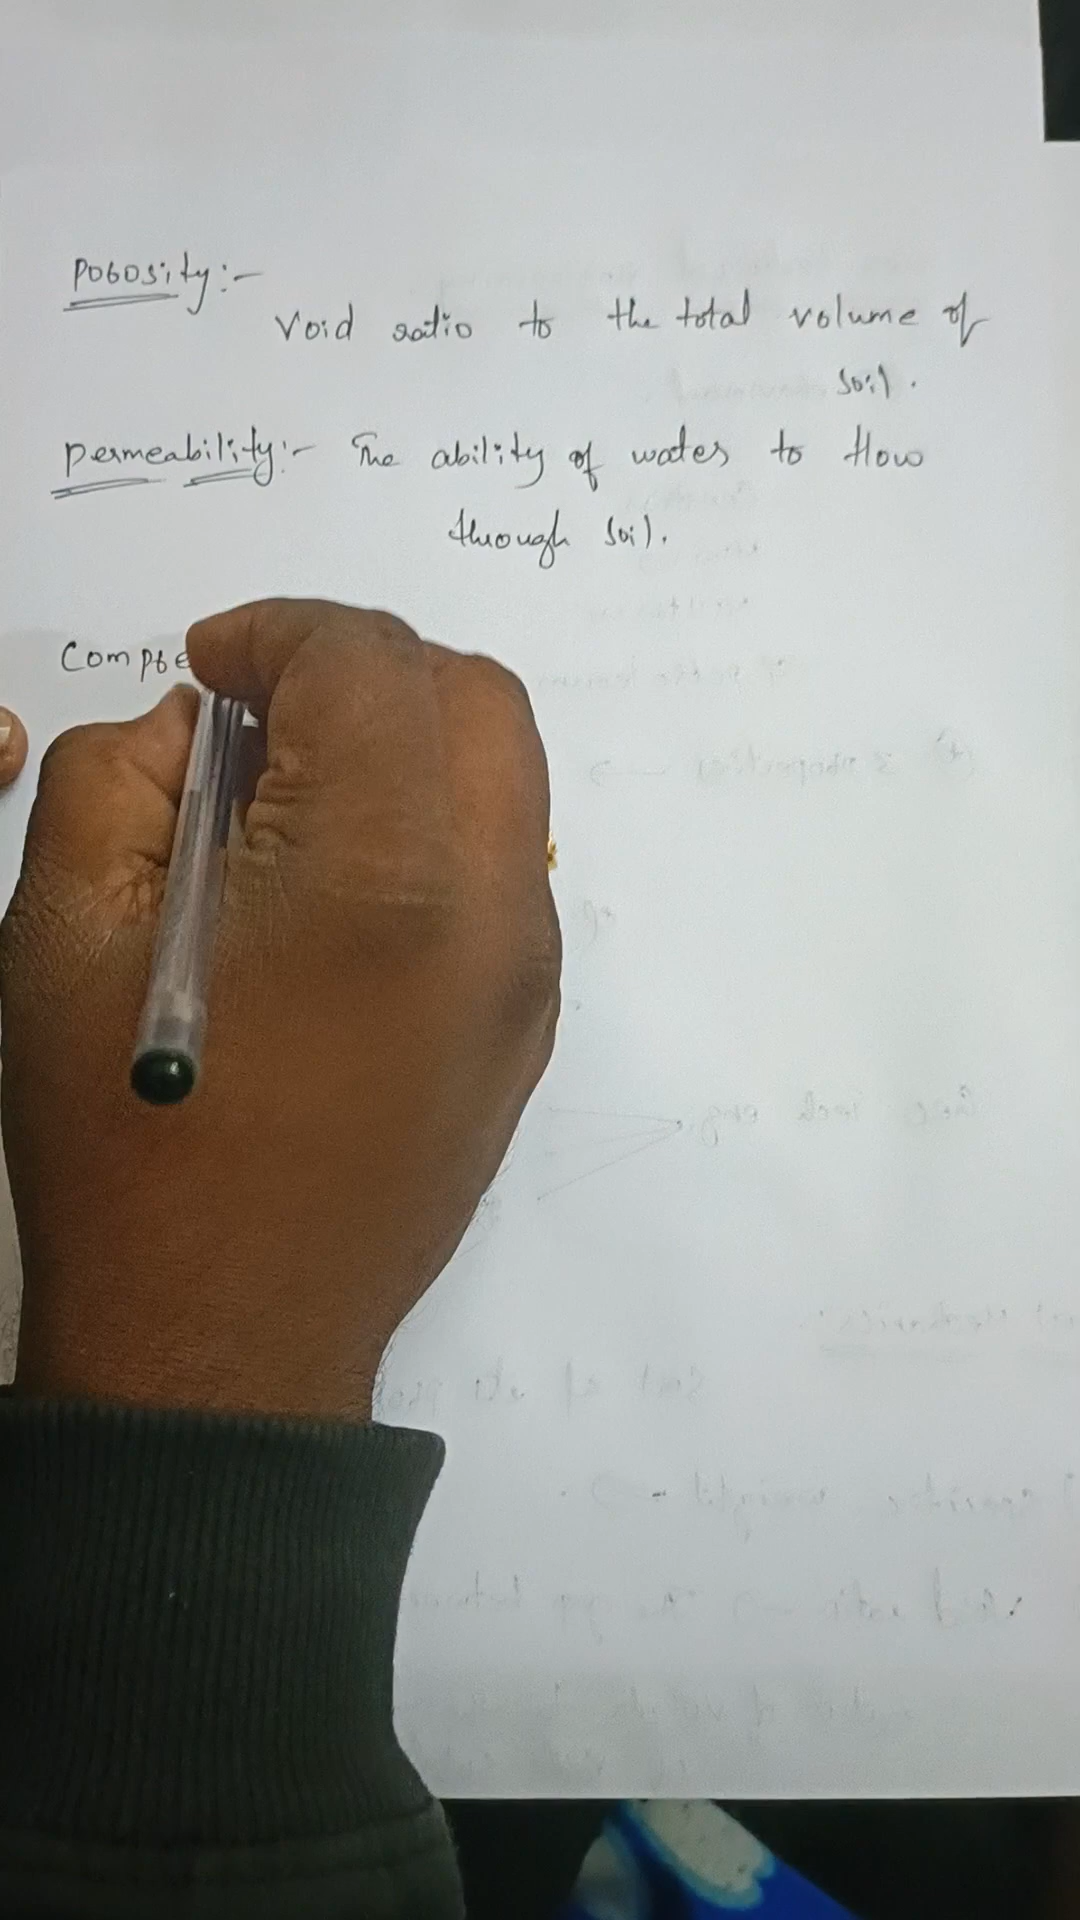 Porosity:-
Void ratio to the total volume of
soil.
Permeability:- The ability of water to flow
through soil.
Compre